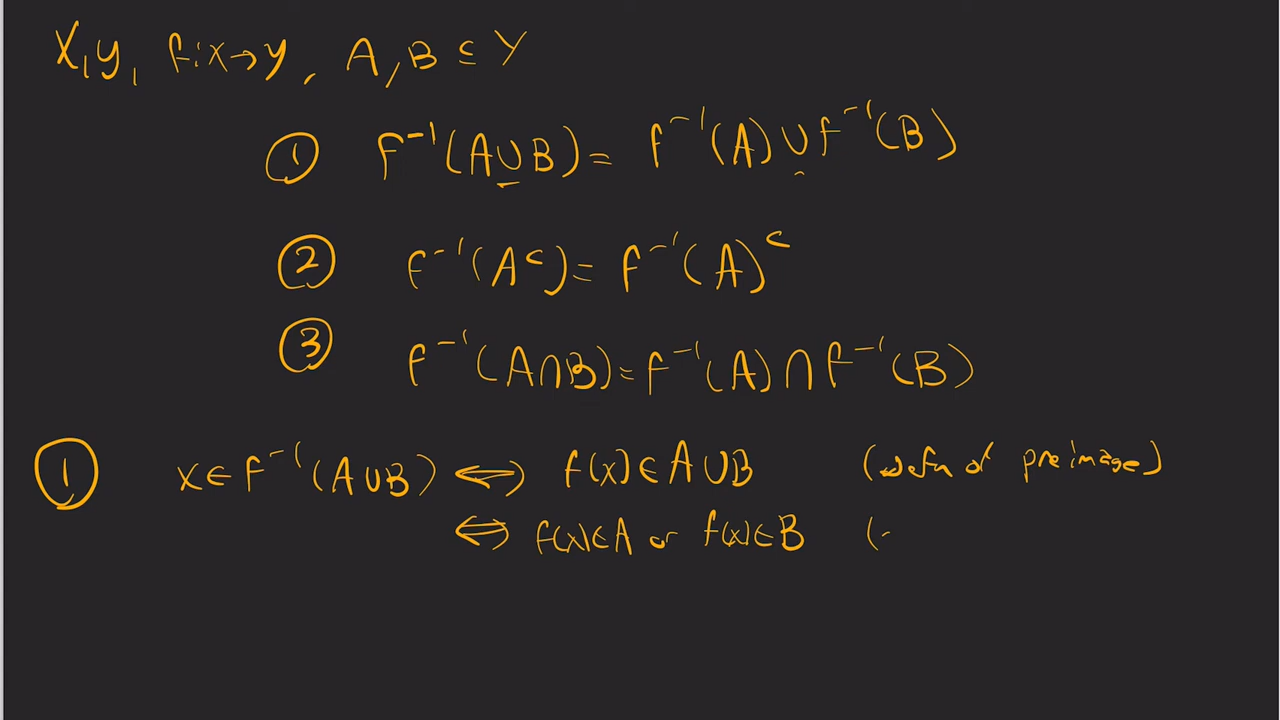 X, Y, f: X→Y, A, B ⊆ Y
① f⁻¹(A∪B) = f⁻¹(A) ∪ f⁻¹(B)
② f⁻¹(Aᶜ) = f⁻¹(A)ᶜ
③ f⁻¹(A∩B) = f⁻¹(A) ∩ f⁻¹(B)
① x ∈ f⁻¹(A∪B) ⟺ f(x) ∈ A∪B (defn of preimage)
⟺ f(x) ∈ A or f(x) ∈ B (